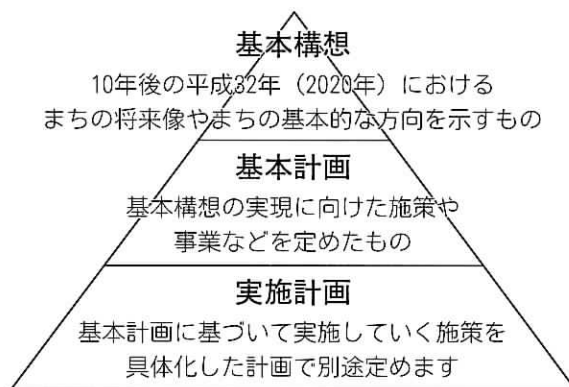 基本構想
10年後の平成32年（2020年）における
まちの将来像やまちの基本的な方向を示すもの
基本計画
基本構想の実現に向けた施策や
事業などを定めたもの
実施計画
基本計画に基づいて実施していく施策を
具体化した計画で別途定めます